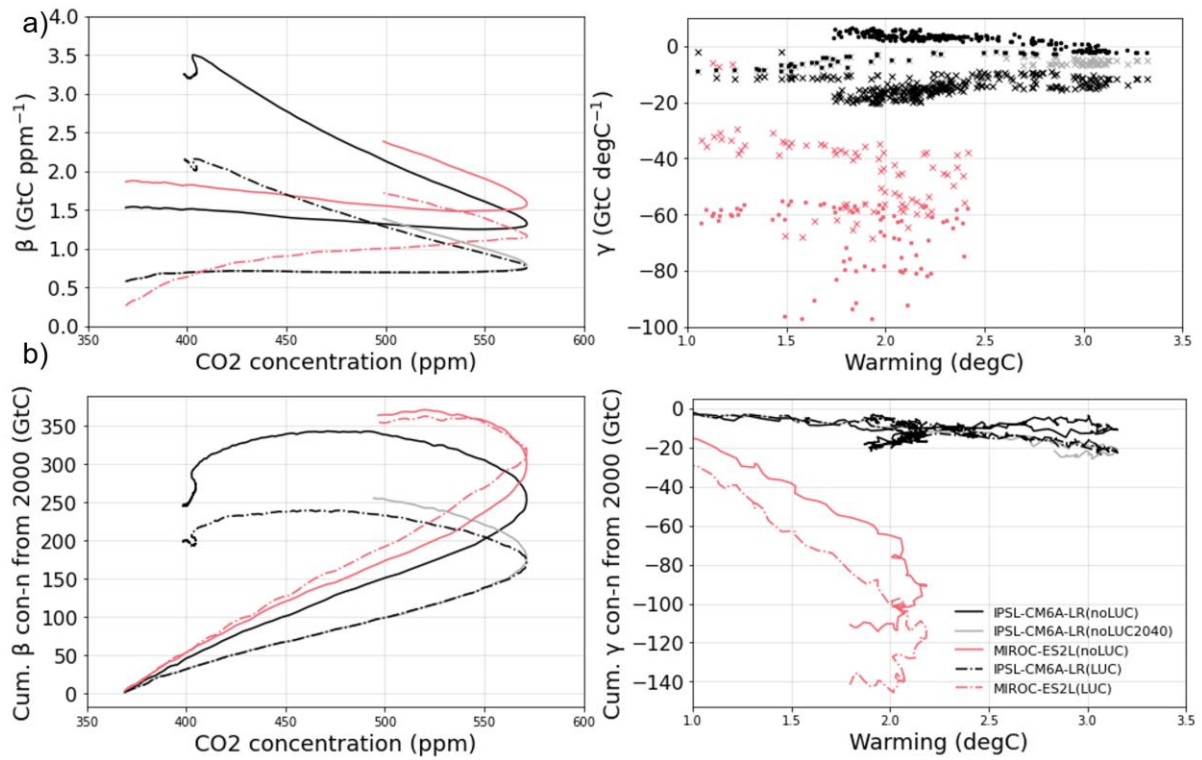 a)
4.0
3.5
3.0
2.5
2.0
1.5
1.0
0.5
0.0
β (GtC ppm⁻¹)
350 400 450 500 550 600
CO2 concentration (ppm)
0
−20
−40
−60
−80
−100
γ (GtC degC⁻¹)
1.0 1.5 2.0 2.5 3.0 3.5
Warming (degC)
b)
350
300
250
200
150
100
50
0
Cum. β con-n from 2000 (GtC)
350 400 450 500 550 600
CO2 concentration (ppm)
0
−20
−40
−60
−80
−100
−120
−140
Cum. γ con-n from 2000 (GtC)
IPSL-CM6A-LR(noLUC)
IPSL-CM6A-LR(noLUC2040)
MIROC-ES2L(noLUC)
IPSL-CM6A-LR(LUC)
MIROC-ES2L(LUC)
1.0 1.5 2.0 2.5 3.0 3.5
Warming (degC)